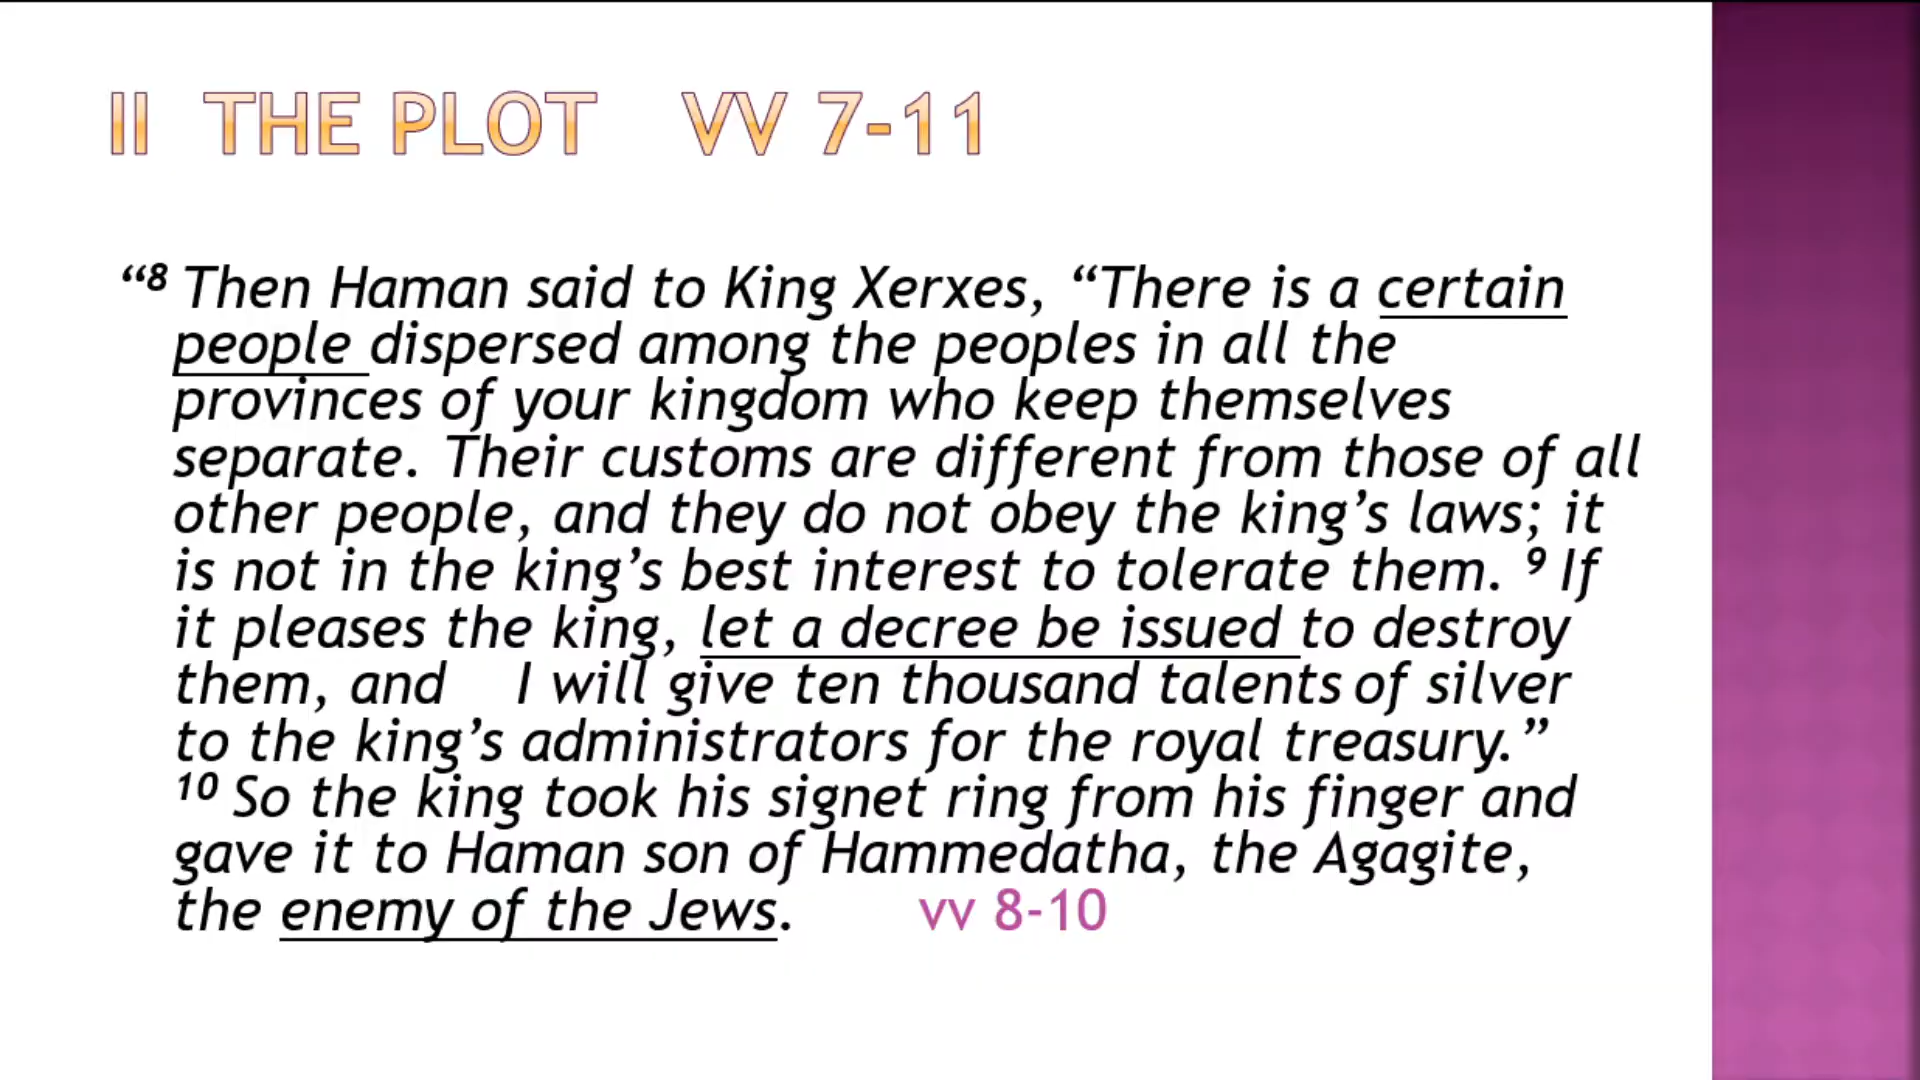 II THE PLOT VV 7-11
“8 Then Haman said to King Xerxes, “There is a certain
people dispersed among the peoples in all the
provinces of your kingdom who keep themselves
separate. Their customs are different from those of all
other people, and they do not obey the king’s laws; it
is not in the king’s best interest to tolerate them. 9 If
it pleases the king, let a decree be issued to destroy
them, and I will give ten thousand talents of silver
to the king’s administrators for the royal treasury.”
10 So the king took his signet ring from his finger and
gave it to Haman son of Hammedatha, the Agagite,
the enemy of the Jews. vv 8-10